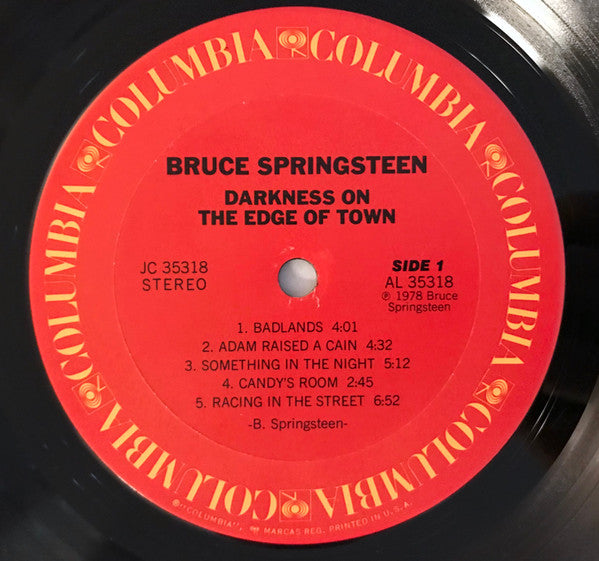 COLUMBIA COLUMBIA COLUMBIA COLUMBIA COLUMBIA COLUMBIA COLUMBIA COLUMBIA
BRUCE SPRINGSTEEN
DARKNESS ON
THE EDGE OF TOWN
JC 35318
STEREO
SIDE 1
AL 35318
℗ 1978 Bruce
Springsteen
1. BADLANDS 4:01
2. ADAM RAISED A CAIN 4:32
3. SOMETHING IN THE NIGHT 5:12
4. CANDY'S ROOM 2:45
5. RACING IN THE STREET 6:52
-B. Springsteen-
®"COLUMBIA", MARCAS REG. PRINTED IN U.S.A.